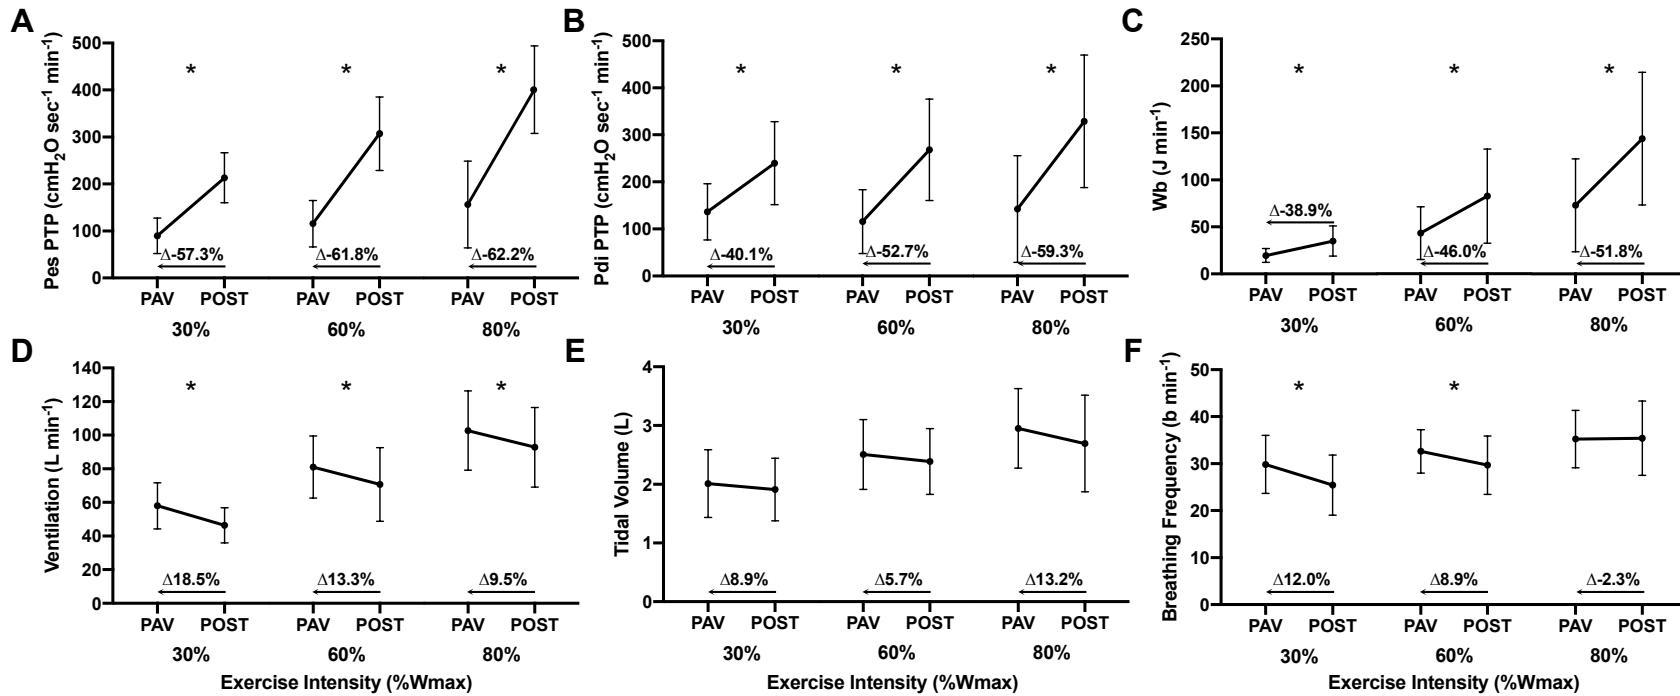 A
Pes PTP (cmH₂O sec⁻¹ min⁻¹)
500
400
300
200
100
0
* * *
Δ-57.3% Δ-61.8% Δ-62.2%
PAV POST PAV POST PAV POST
30% 60% 80%
B
Pdi PTP (cmH₂O sec⁻¹ min⁻¹)
500
400
300
200
100
0
* * *
Δ-40.1% Δ-52.7% Δ-59.3%
PAV POST PAV POST PAV POST
30% 60% 80%
C
Wb (J min⁻¹)
250
200
150
100
50
0
* * *
Δ-38.9% Δ-46.0% Δ-51.8%
PAV POST PAV POST PAV POST
30% 60% 80%
D
Ventilation (L min⁻¹)
140
120
100
80
60
40
20
0
* * *
Δ18.5% Δ13.3% Δ9.5%
PAV POST PAV POST PAV POST
30% 60% 80%
Exercise Intensity (%Wmax)
E
Tidal Volume (L)
4
3
2
1
0
Δ8.9% Δ5.7% Δ13.2%
PAV POST PAV POST PAV POST
30% 60% 80%
Exercise Intensity (%Wmax)
F
Breathing Frequency (b min⁻¹)
50
40
30
20
10
0
* *
Δ12.0% Δ8.9% Δ-2.3%
PAV POST PAV POST PAV POST
30% 60% 80%
Exercise Intensity (%Wmax)